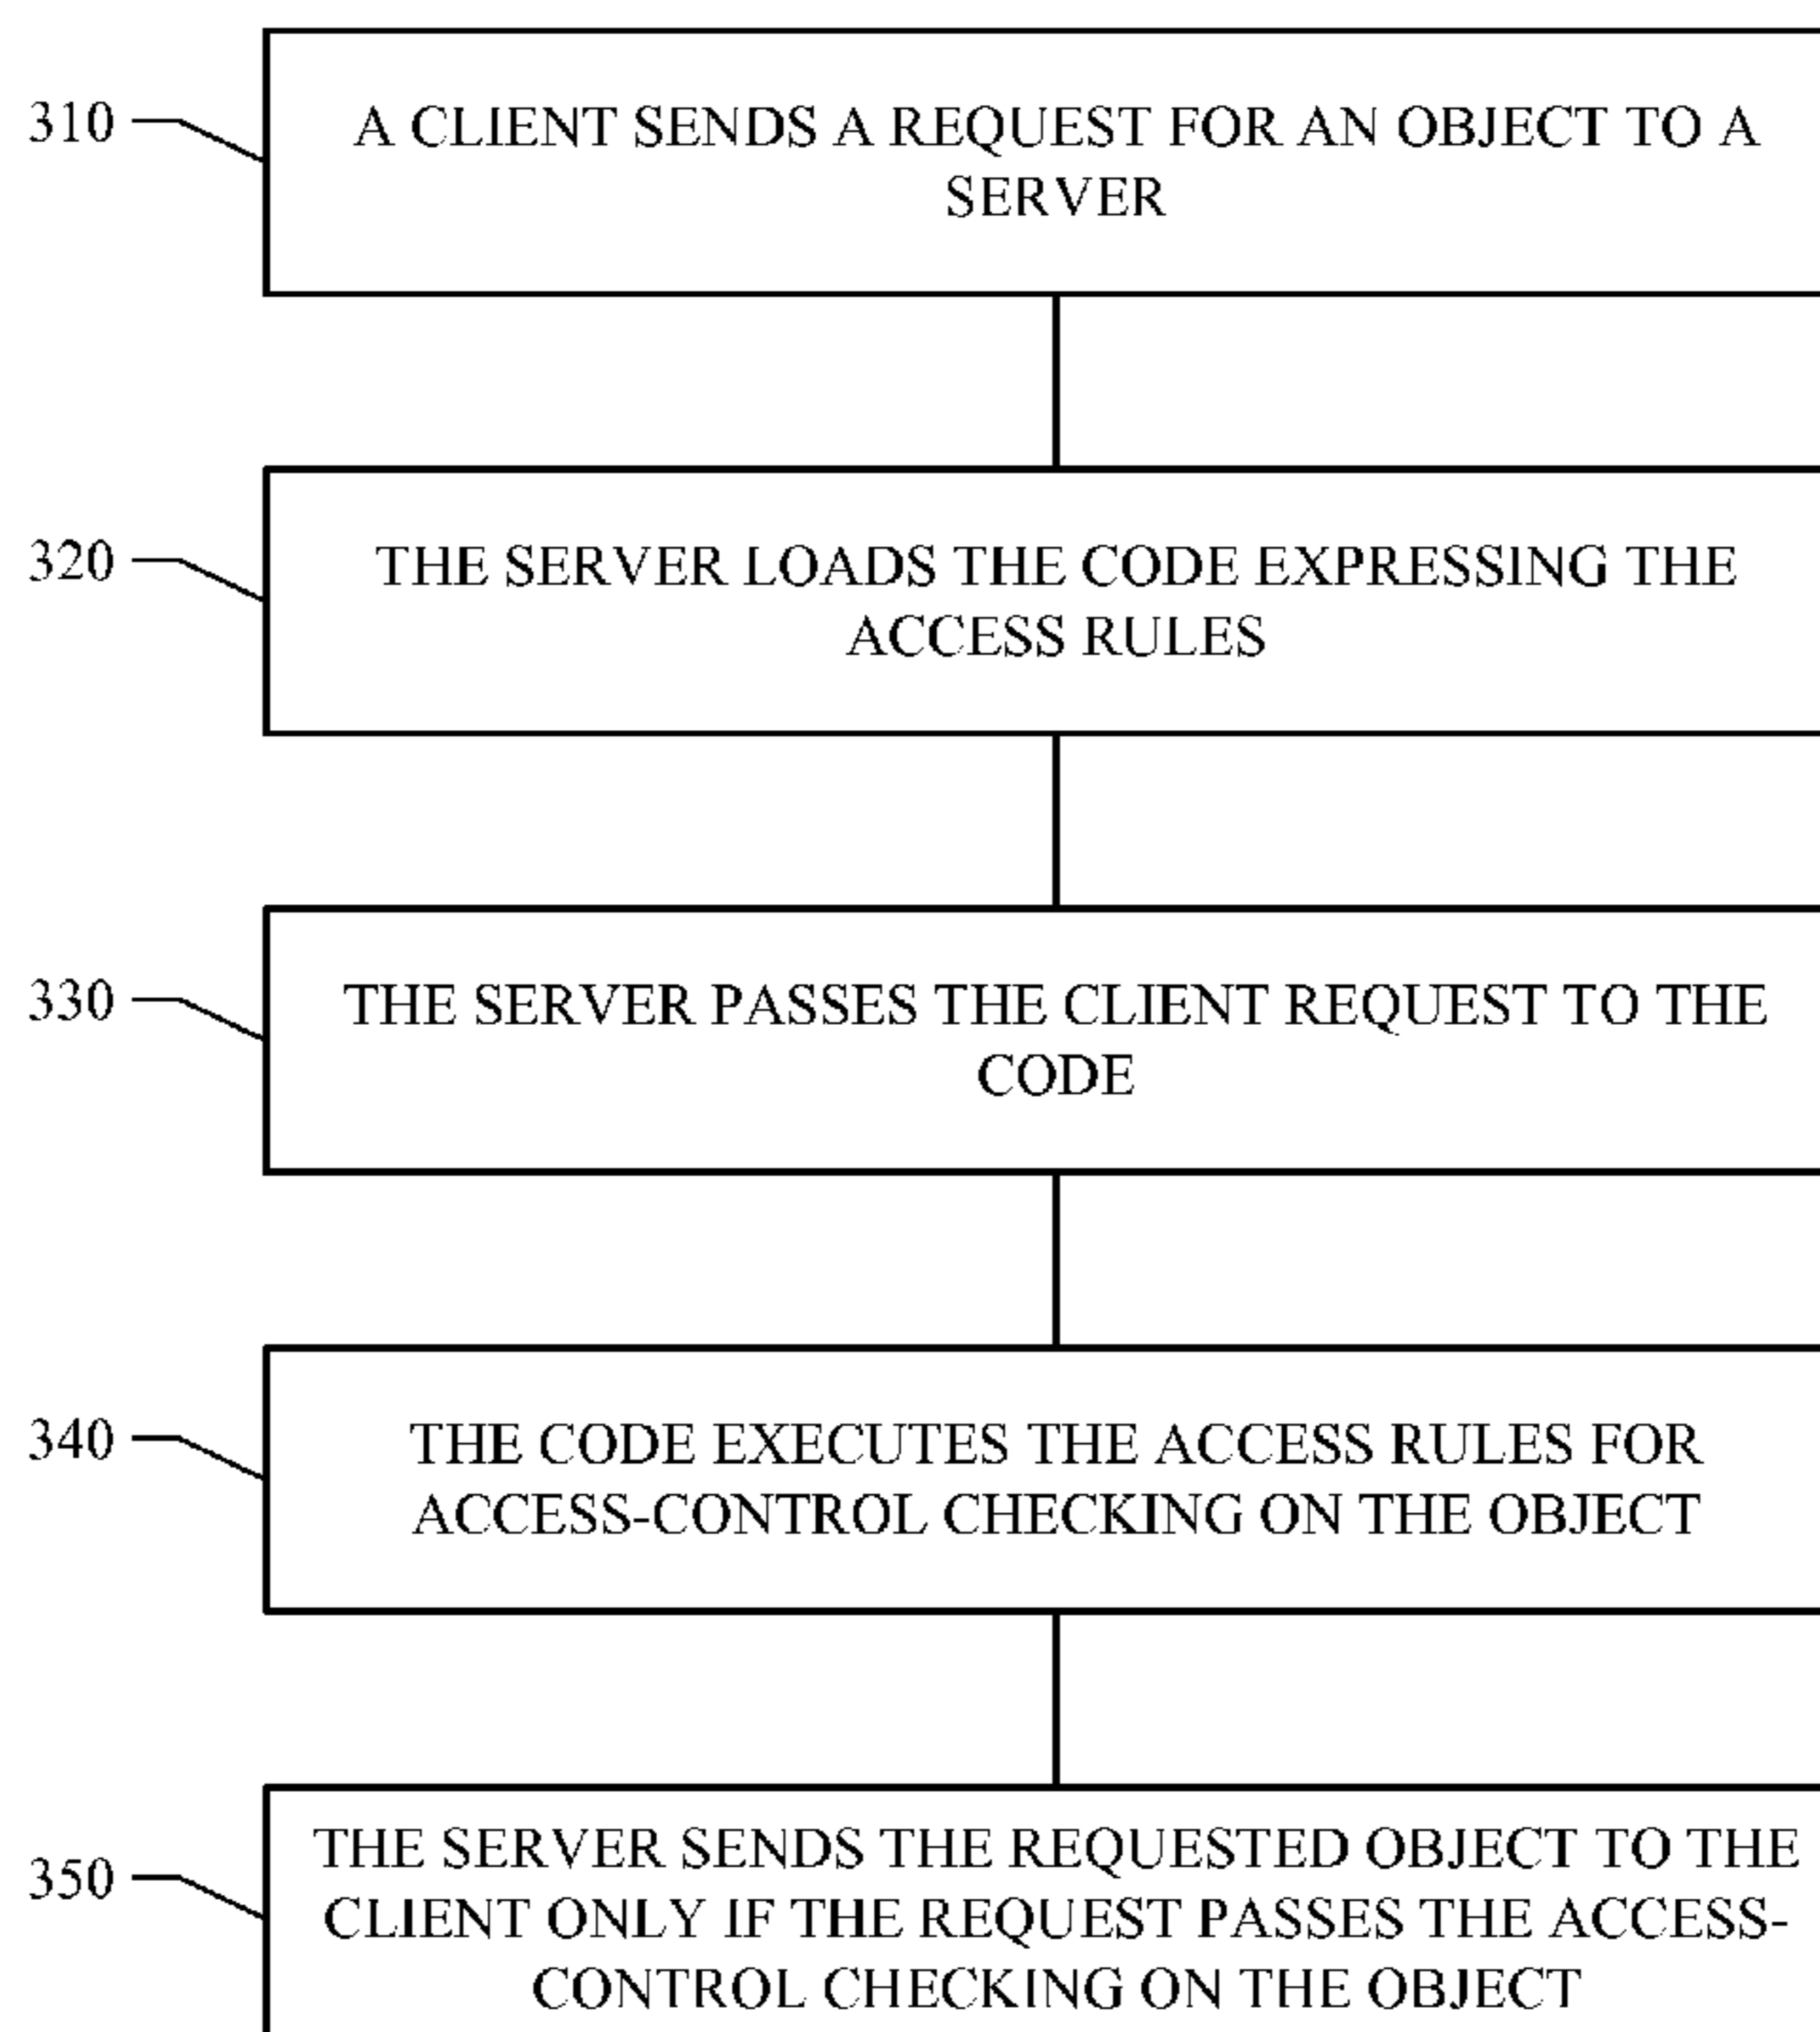 310
A CLIENT SENDS A REQUEST FOR AN OBJECT TO A
SERVER
320
THE SERVER LOADS THE CODE EXPRESSING THE
ACCESS RULES
330
THE SERVER PASSES THE CLIENT REQUEST TO THE
CODE
340
THE CODE EXECUTES THE ACCESS RULES FOR
ACCESS-CONTROL CHECKING ON THE OBJECT
350
THE SERVER SENDS THE REQUESTED OBJECT TO THE
CLIENT ONLY IF THE REQUEST PASSES THE ACCESS-
CONTROL CHECKING ON THE OBJECT